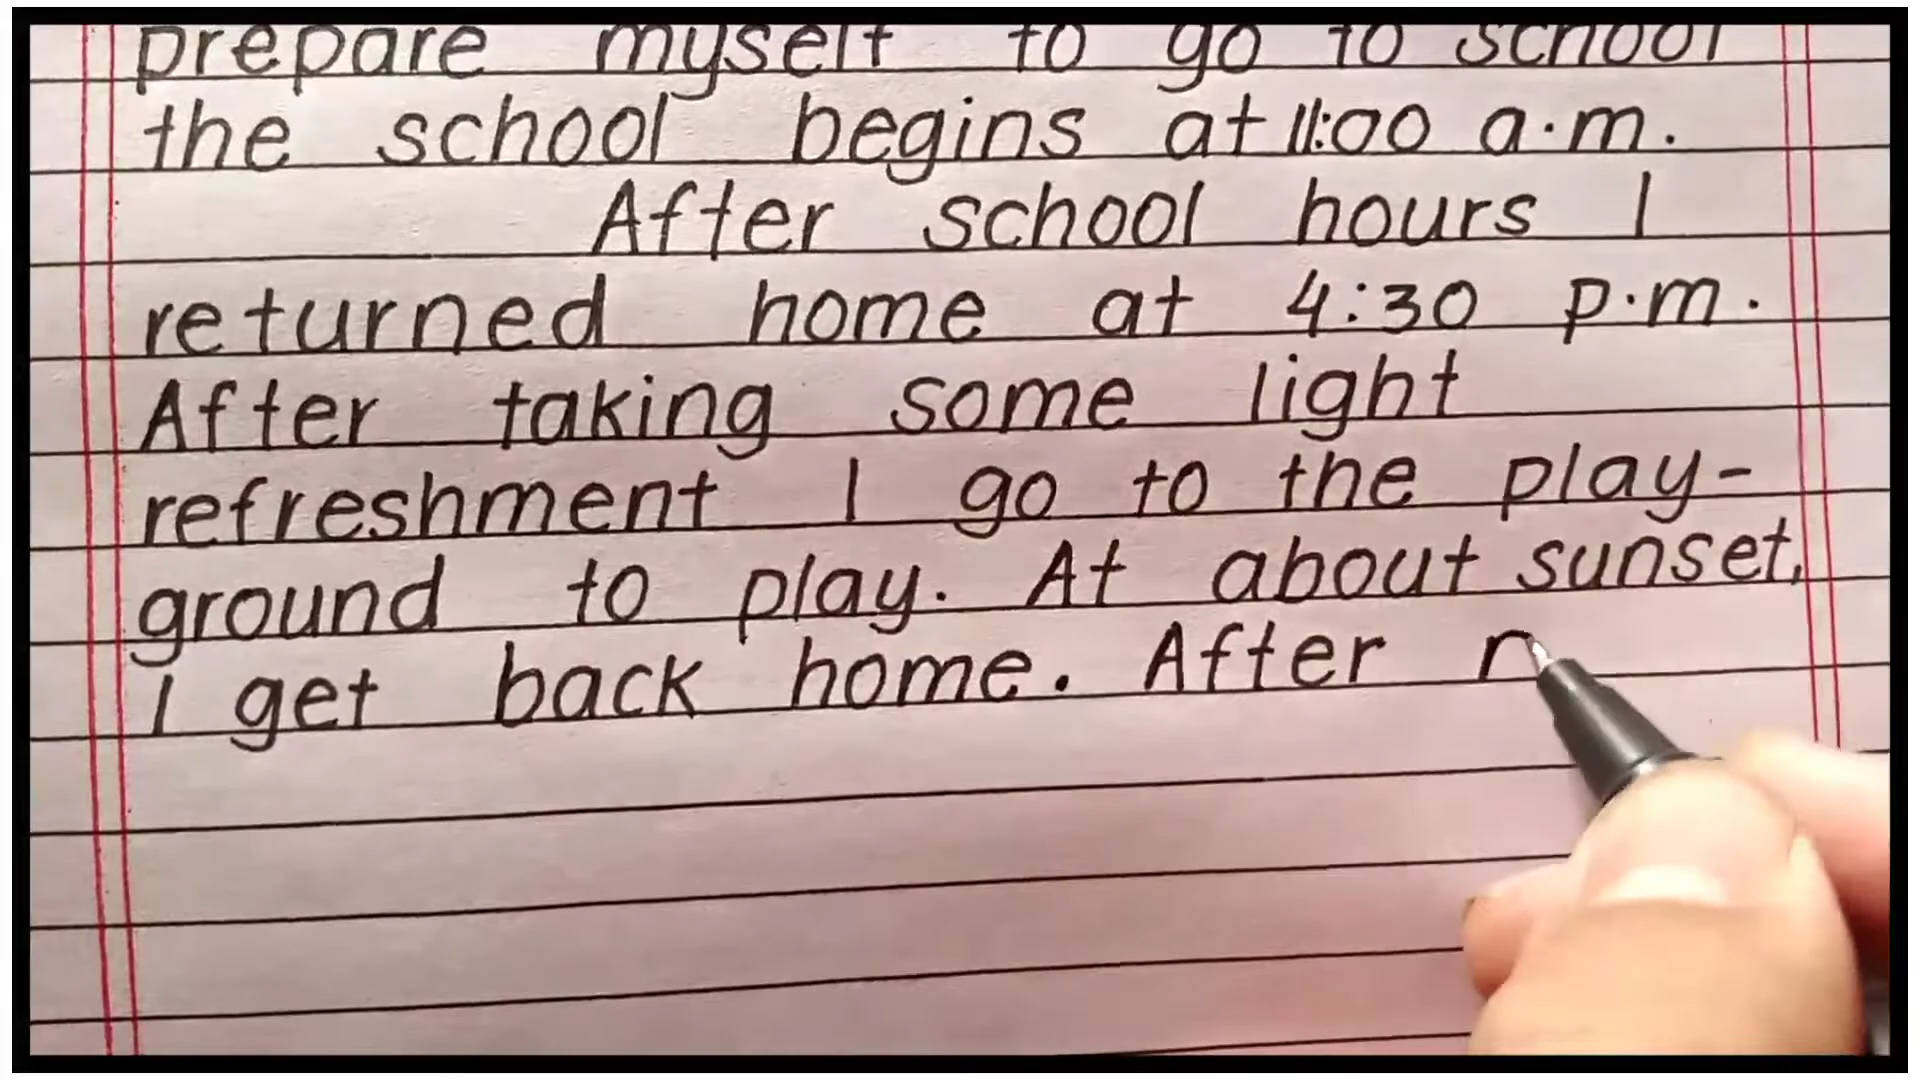 prepare myself to go to school
the school begins at 11:00 a.m.
After school hours I
returned home at 4:30 p.m.
After taking some light
refreshment I go to the play-
ground to play. At about sunset,
I get back home. After r